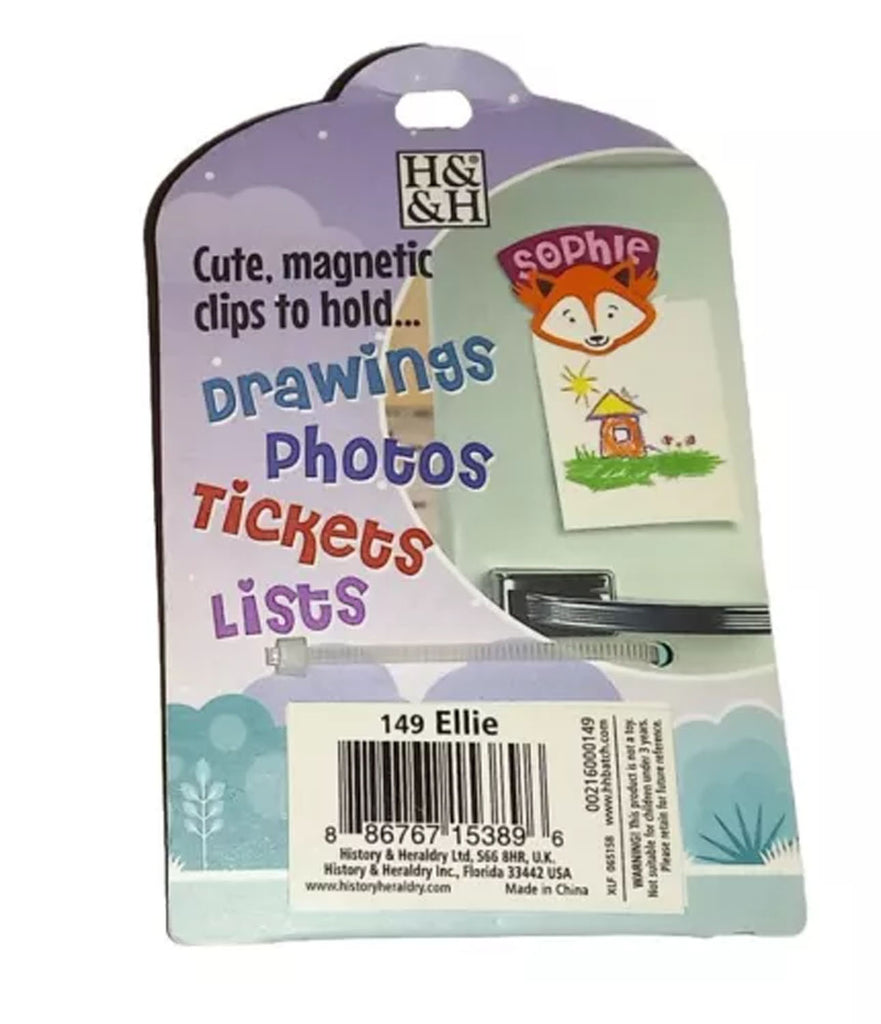 H&
&H
Cute, magnetic
clips to hold...
Drawings
Photos
Tickets
Lists
SOPHIE
149 Ellie
8 86767 15389 6
History & Heraldry Ltd, S66 8HR, U.K.
History & Heraldry Inc., Florida 33442 USA
www.historyheraldry.com Made in China
00216000149
XLF 065158 www.hhbatch.com
WARNING! This product is not a toy.
Not suitable for children under 3 years.
Please retain for future reference.